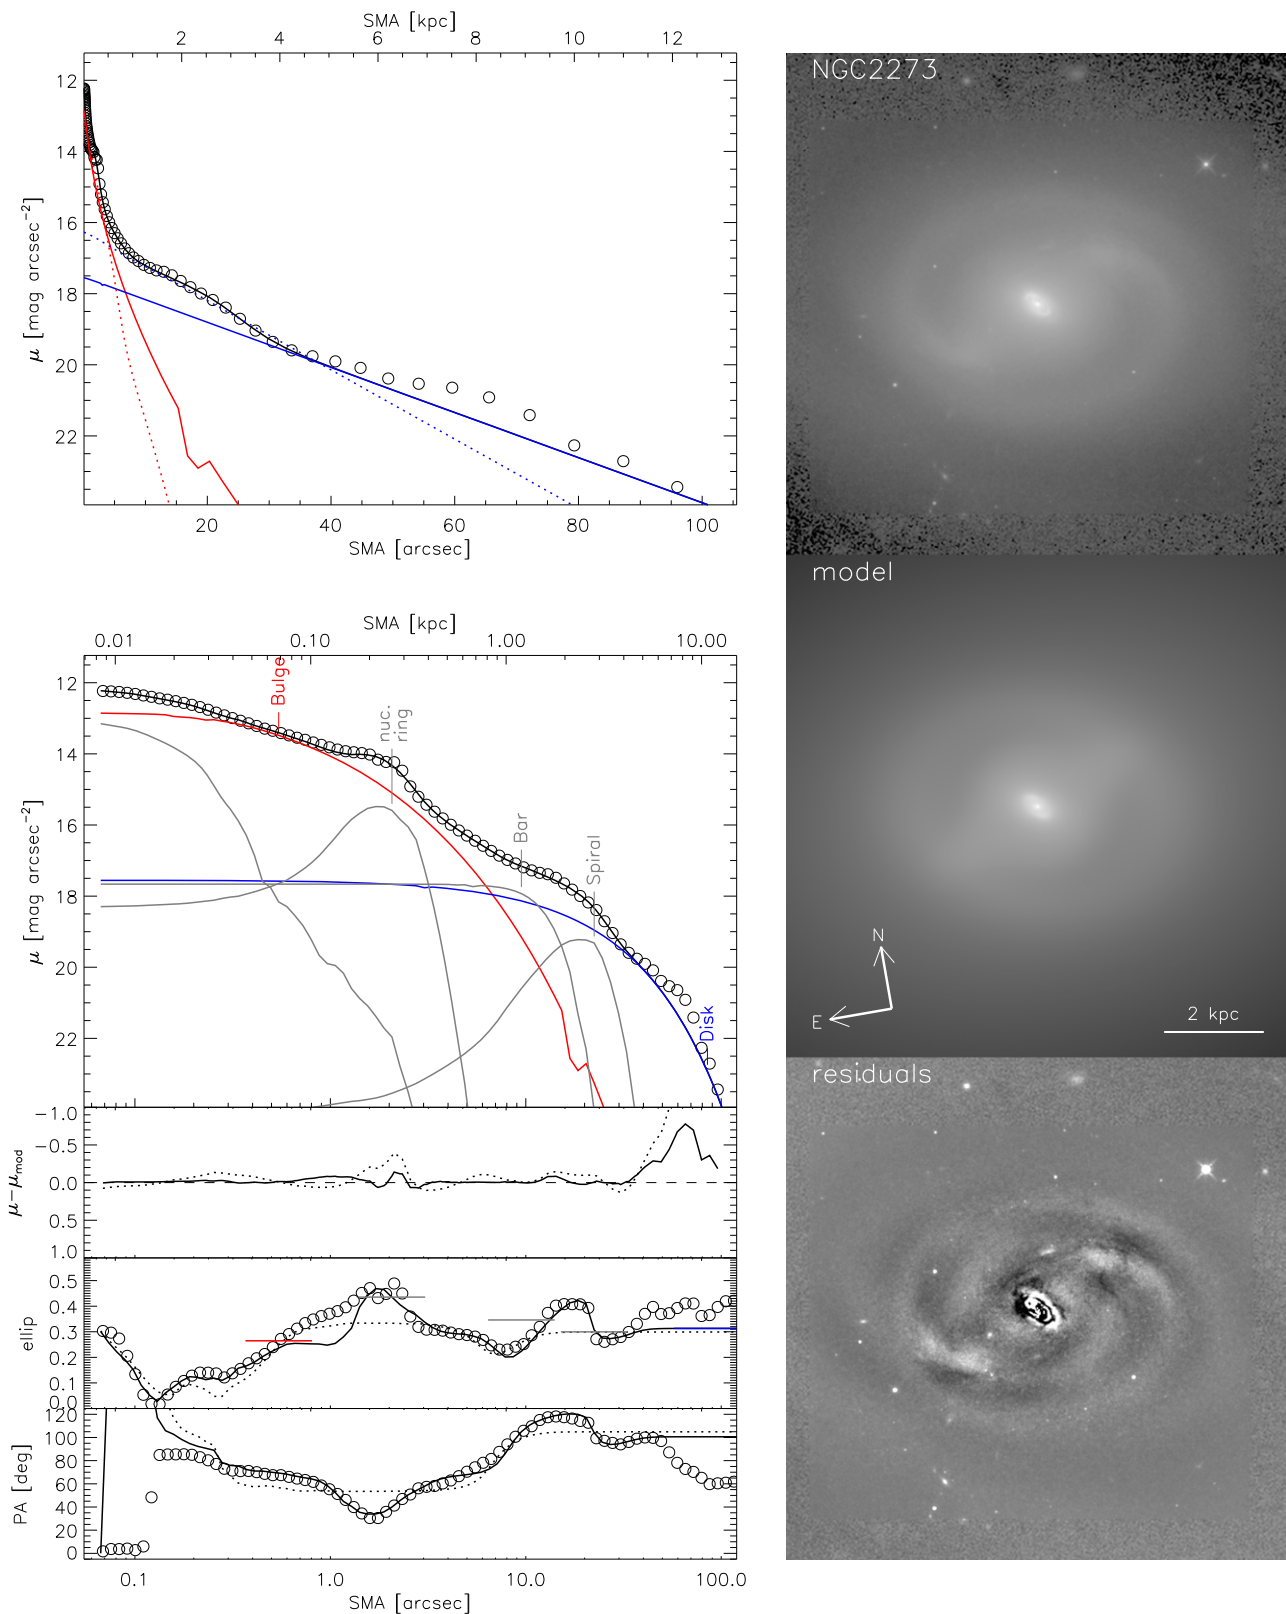 SMA [kpc]
2 4 6 8 10 12
12
14
16
18
20
22
μ [mag arcsec⁻²]
20 40 60 80 100
SMA [arcsec]
SMA [kpc]
0.01 0.10 1.00 10.00
12
14
16
18
20
22
μ [mag arcsec⁻²]
Bulge
nuc.
ring
Bar
Spiral
Disk
−1.0
−0.5
0.0
0.5
1.0
μ−μmod
0.5
0.4
0.3
0.2
0.1
0.0
ellip
120
100
80
60
40
20
0
PA [deg]
0.1 1.0 10.0 100.0
SMA [arcsec]
NGC2273
model
N
E
2 kpc
residuals